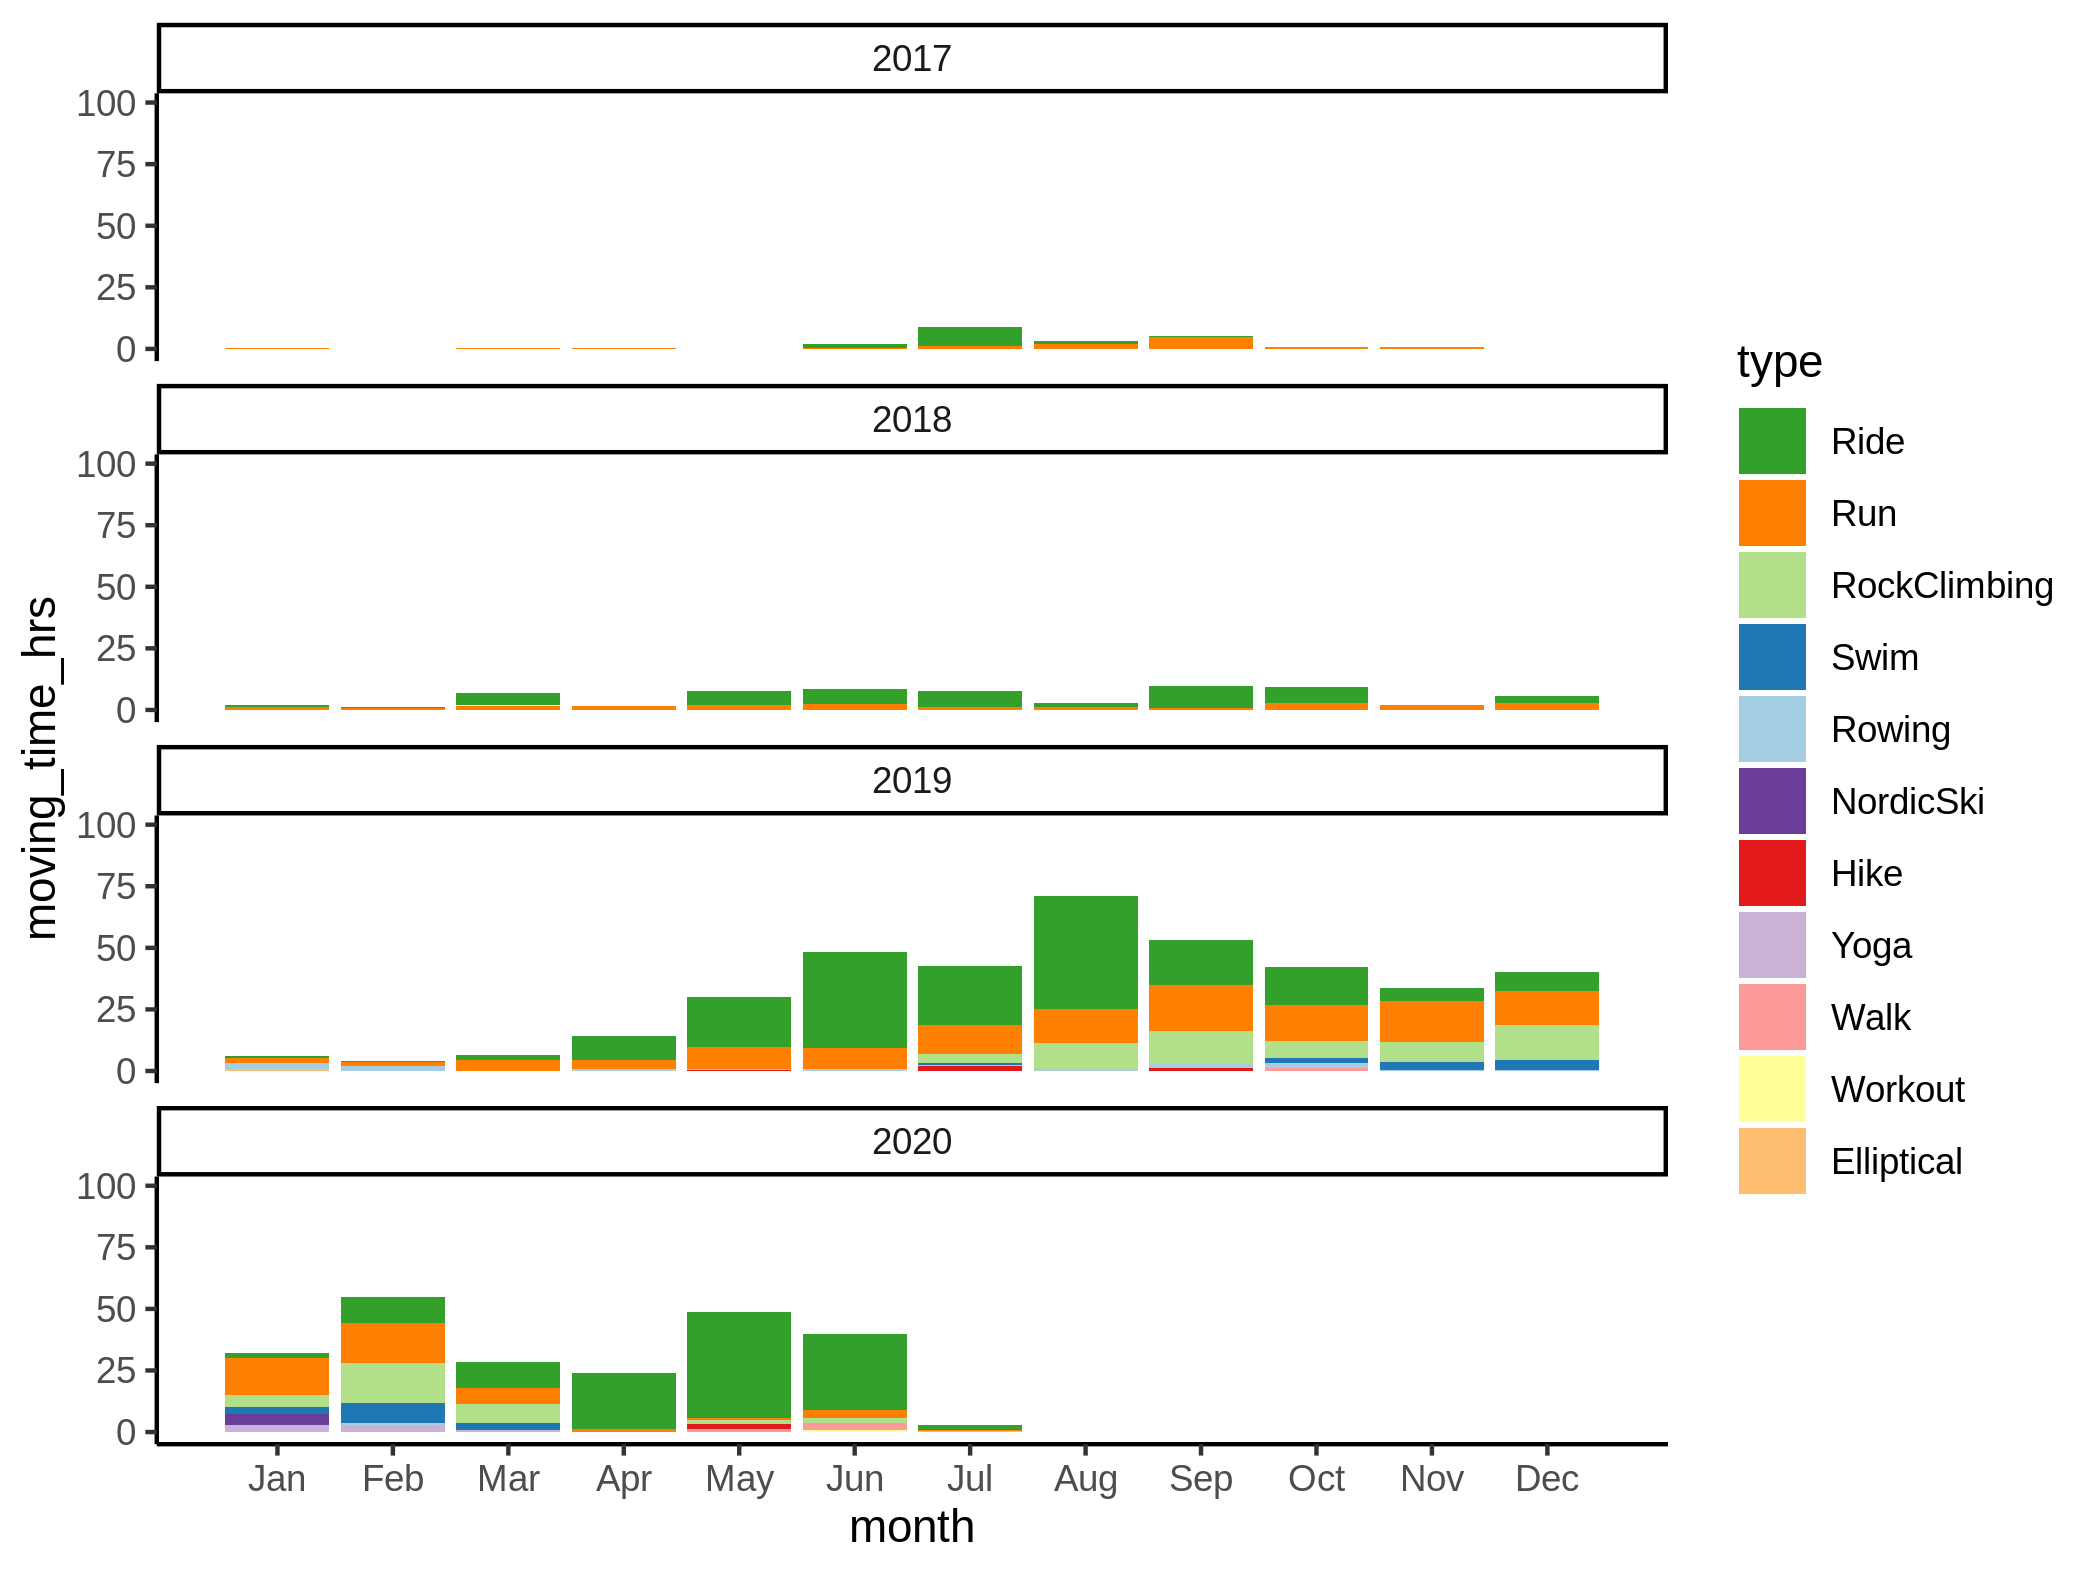 2017
100
75
50
25
0
2018
100
75
50
25
0
2019
100
75
50
25
0
2020
100
75
50
25
0
Jan Feb Mar Apr May Jun Jul Aug Sep Oct Nov Dec
month
moving_time_hrs
type
Ride
Run
RockClimbing
Swim
Rowing
NordicSki
Hike
Yoga
Walk
Workout
Elliptical